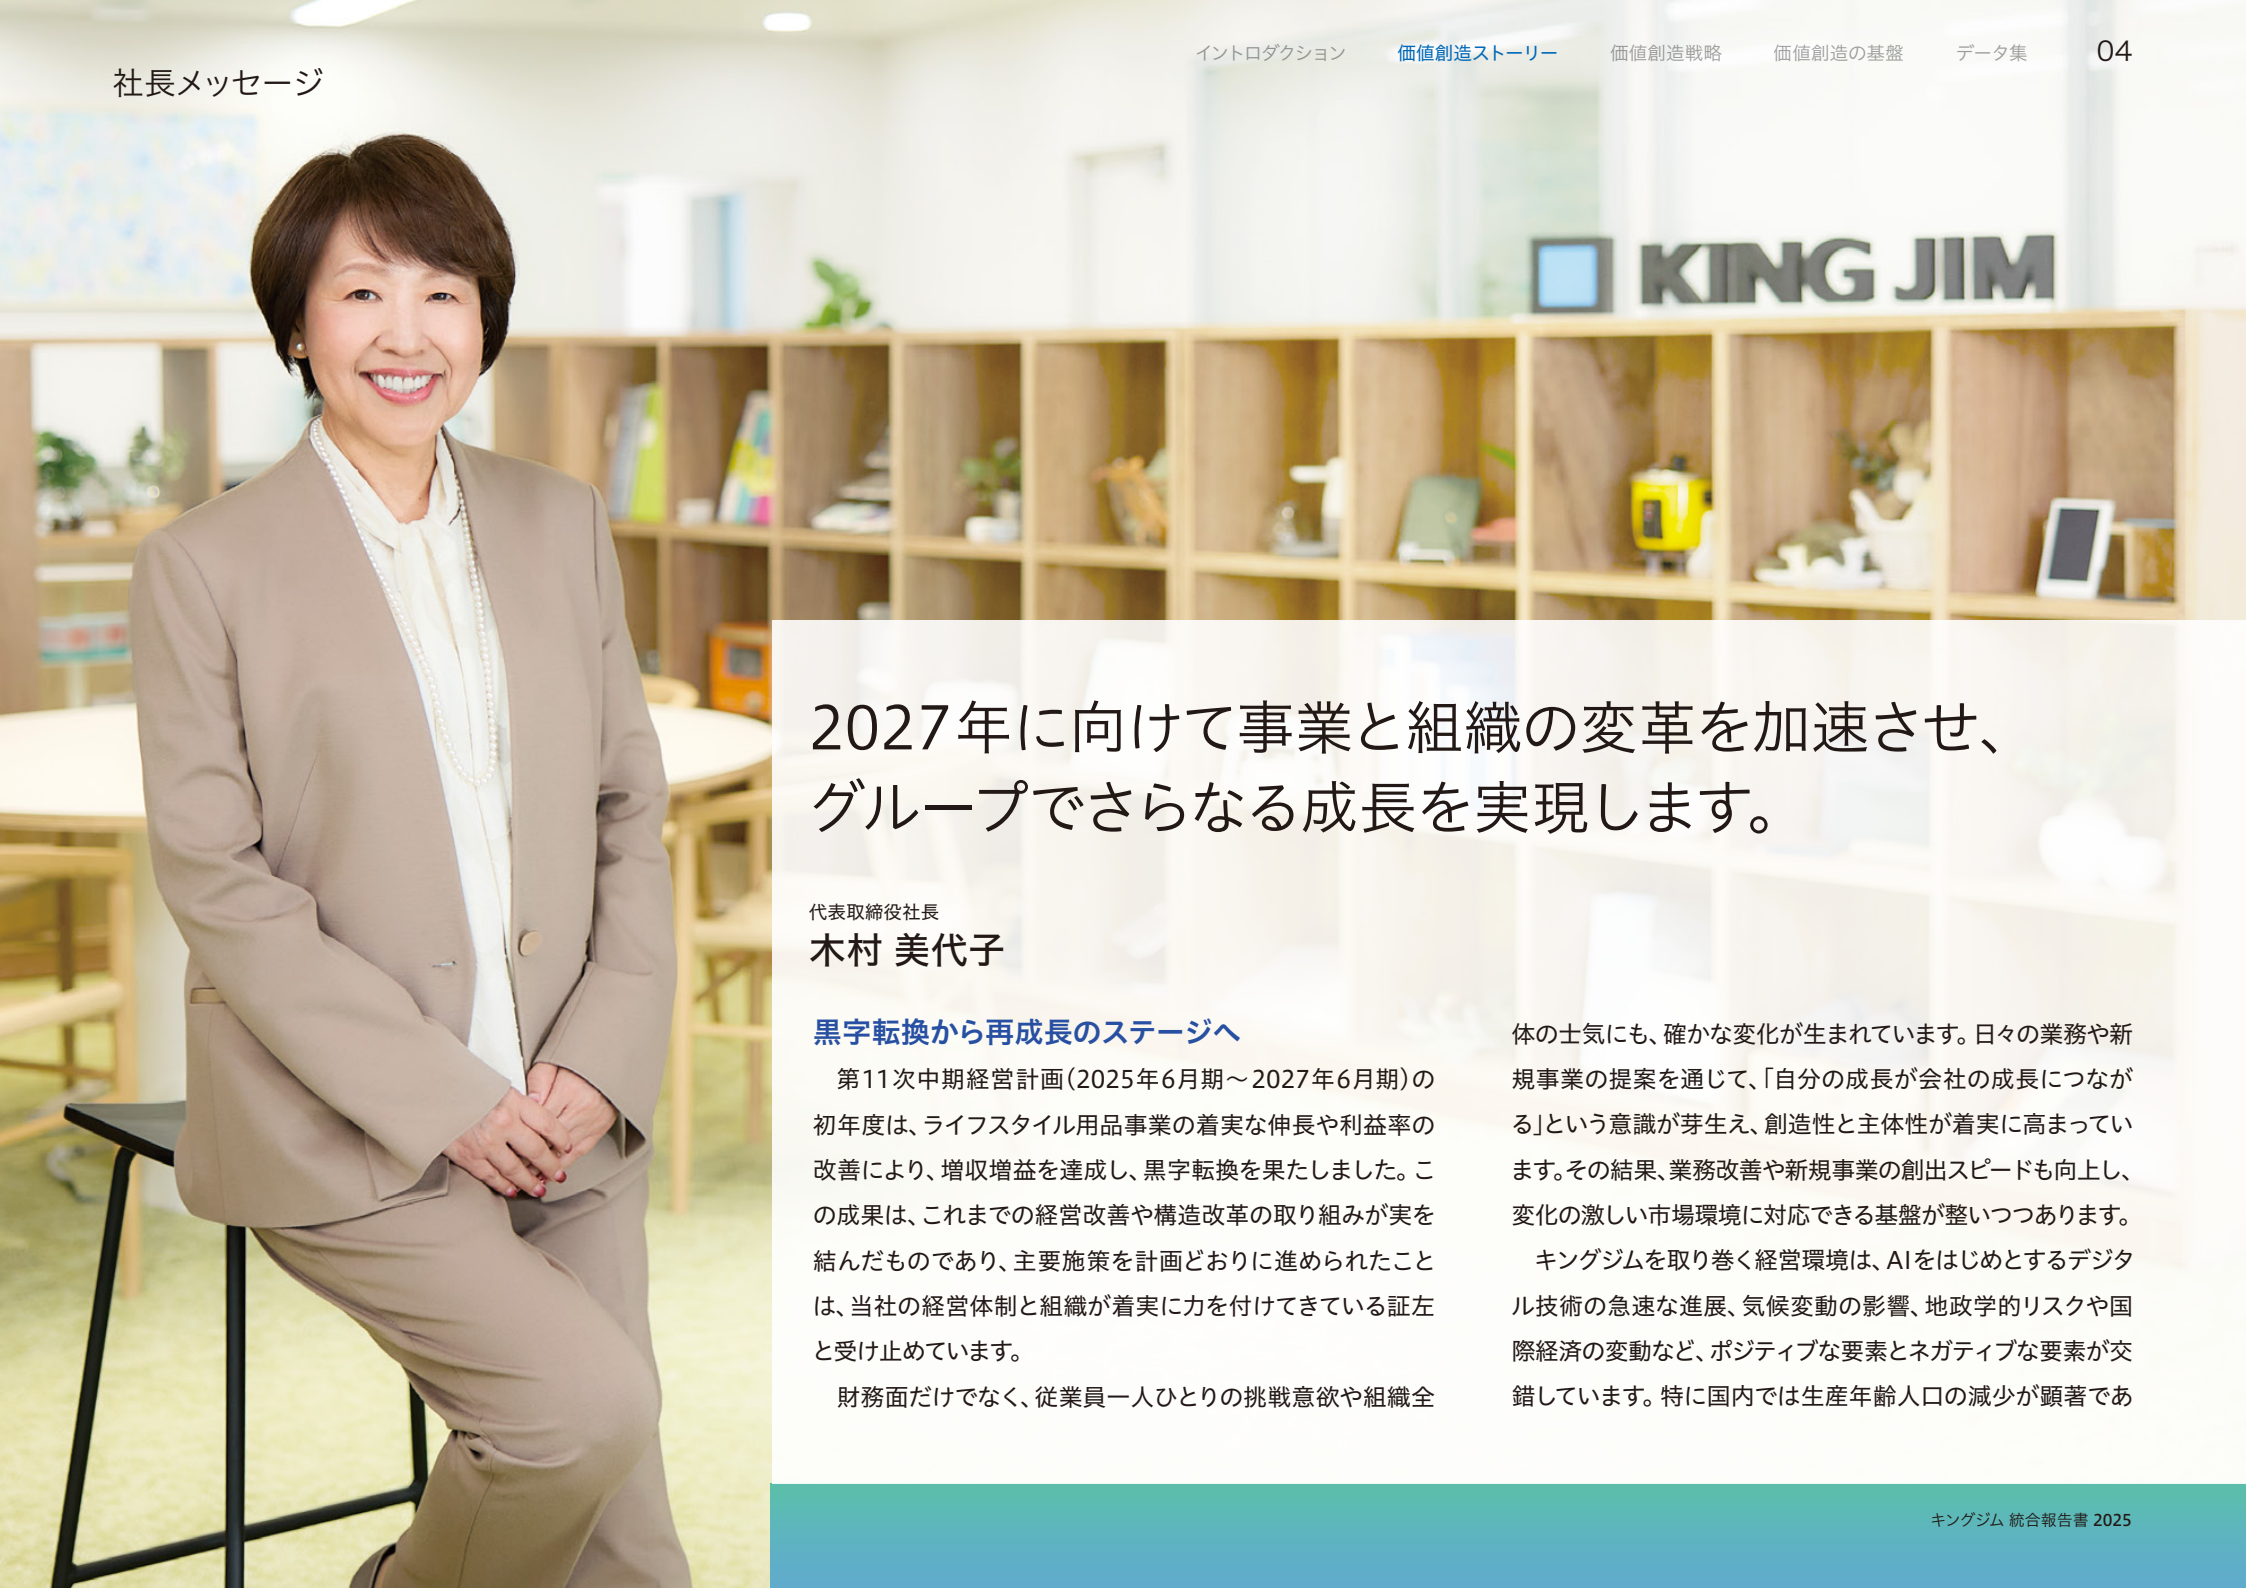 社長メッセージ
イントロダクション 価値創造ストーリー 価値創造戦略 価値創造の基盤 データ集 04
KING JIM
2027年に向けて事業と組織の変革を加速させ、
グループでさらなる成長を実現します。
代表取締役社長
木村 美代子
黒字転換から再成長のステージへ
第11次中期経営計画（2025年6月期～2027年6月期）の
初年度は、ライフスタイル用品事業の着実な伸長や利益率の
改善により、増収増益を達成し、黒字転換を果たしました。こ
の成果は、これまでの経営改善や構造改革の取り組みが実を
結んだものであり、主要施策を計画どおりに進められたこと
は、当社の経営体制と組織が着実に力を付けてきている証左
と受け止めています。
財務面だけでなく、従業員一人ひとりの挑戦意欲や組織全
体の士気にも、確かな変化が生まれています。日々の業務や新
規事業の提案を通じて、「自分の成長が会社の成長につなが
る」という意識が芽生え、創造性と主体性が着実に高まってい
ます。その結果、業務改善や新規事業の創出スピードも向上し、
変化の激しい市場環境に対応できる基盤が整いつつあります。
キングジムを取り巻く経営環境は、AIをはじめとするデジタ
ル技術の急速な進展、気候変動の影響、地政学的リスクや国
際経済の変動など、ポジティブな要素とネガティブな要素が交
錯しています。特に国内では生産年齢人口の減少が顕著であ
キングジム 統合報告書 2025